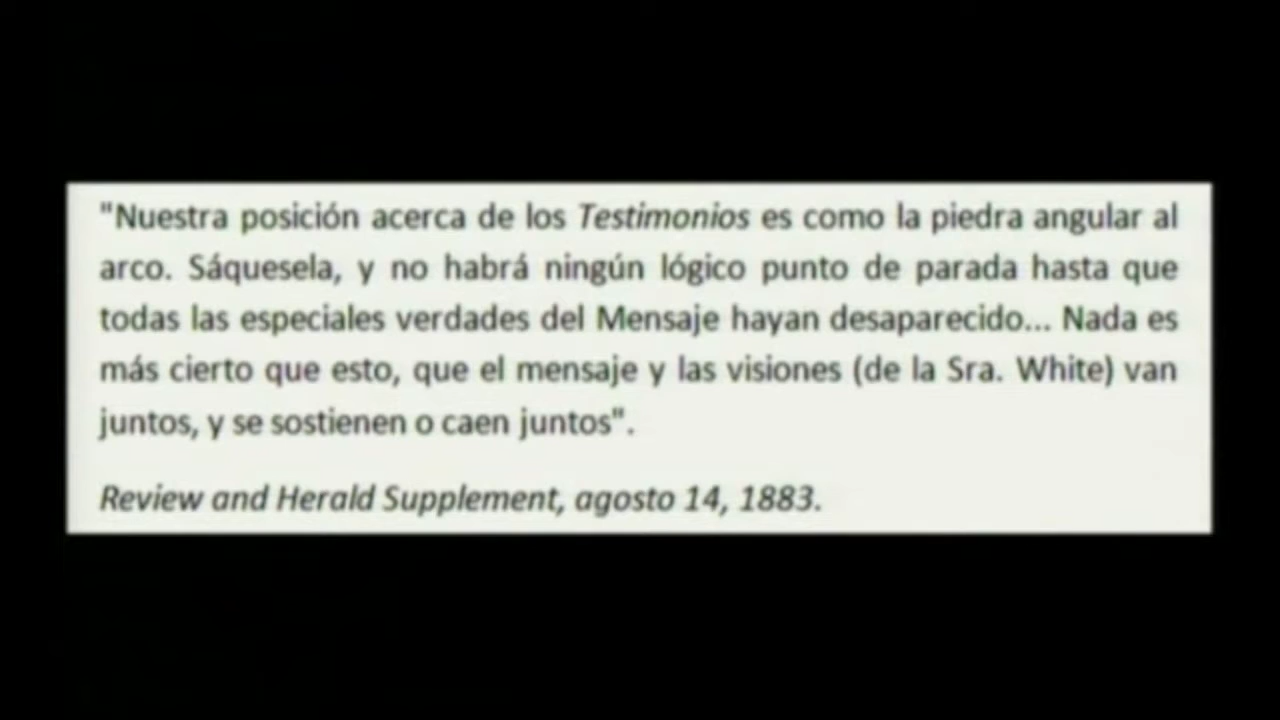 "Nuestra posición acerca de los Testimonios es como la piedra angular al
arco. Sáquesela, y no habrá ningún lógico punto de parada hasta que
todas las especiales verdades del Mensaje hayan desaparecido... Nada es
más cierto que esto, que el mensaje y las visiones (de la Sra. White) van
juntos, y se sostienen o caen juntos".
Review and Herald Supplement, agosto 14, 1883.